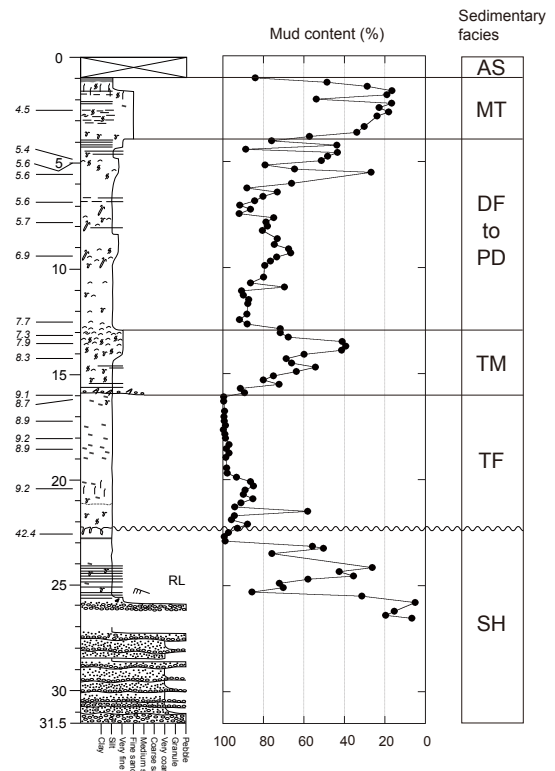 Mud content (%)
Sedimentary
facies
0
5
10
15
20
25
30
31.5
4.5
5.4
5.6
5.6
5.6
5.7
6.9
7.7
7.3
7.9
8.3
9.1
8.7
8.9
9.2
8.9
9.2
42.4
RL
AS
MT
DF
to
PD
TM
TF
SH
100 80 60 40 20 0
Clay
Silt
Very fine
Fine sand
Medium s
Coarse s
Very coar
Granule
Pebble